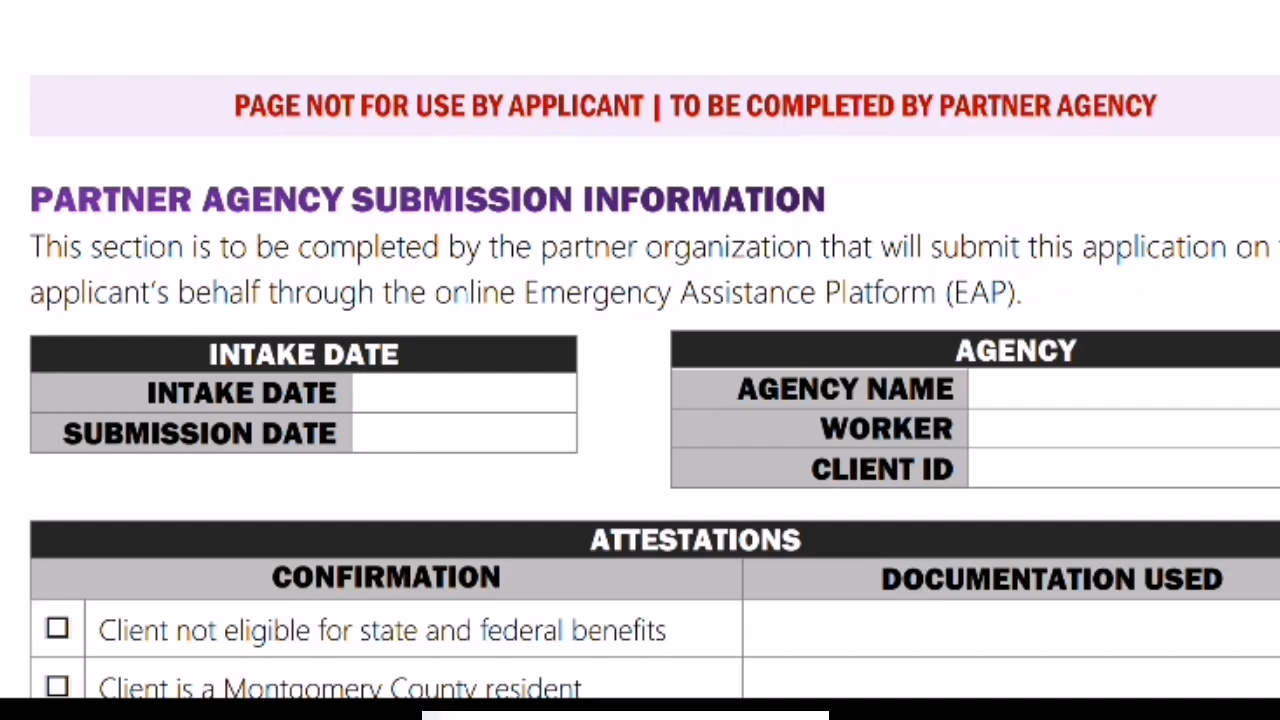 PAGE NOT FOR USE BY APPLICANT | TO BE COMPLETED BY PARTNER AGENCY
PARTNER AGENCY SUBMISSION INFORMATION
This section is to be completed by the partner organization that will submit this application on
applicant's behalf through the online Emergency Assistance Platform (EAP).
INTAKE DATE
INTAKE DATE
SUBMISSION DATE
AGENCY
AGENCY NAME
WORKER
CLIENT ID
ATTESTATIONS
CONFIRMATION
DOCUMENTATION USED
Client not eligible for state and federal benefits
Client is a Montgomery County resident